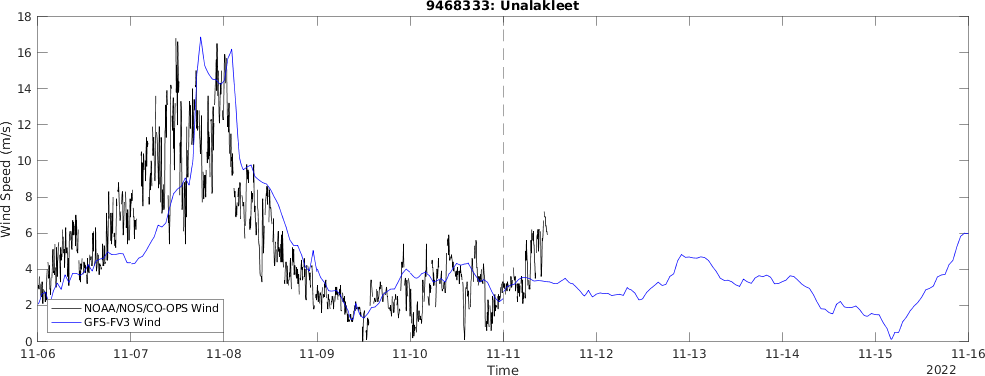 9468333: Unalakleet
Wind Speed (m/s)
18
16
14
12
10
8
6
4
2
0
NOAA/NOS/CO-OPS Wind
GFS-FV3 Wind
11-06 11-07 11-08 11-09 11-10 11-11 11-12 11-13 11-14 11-15 11-16
Time
2022